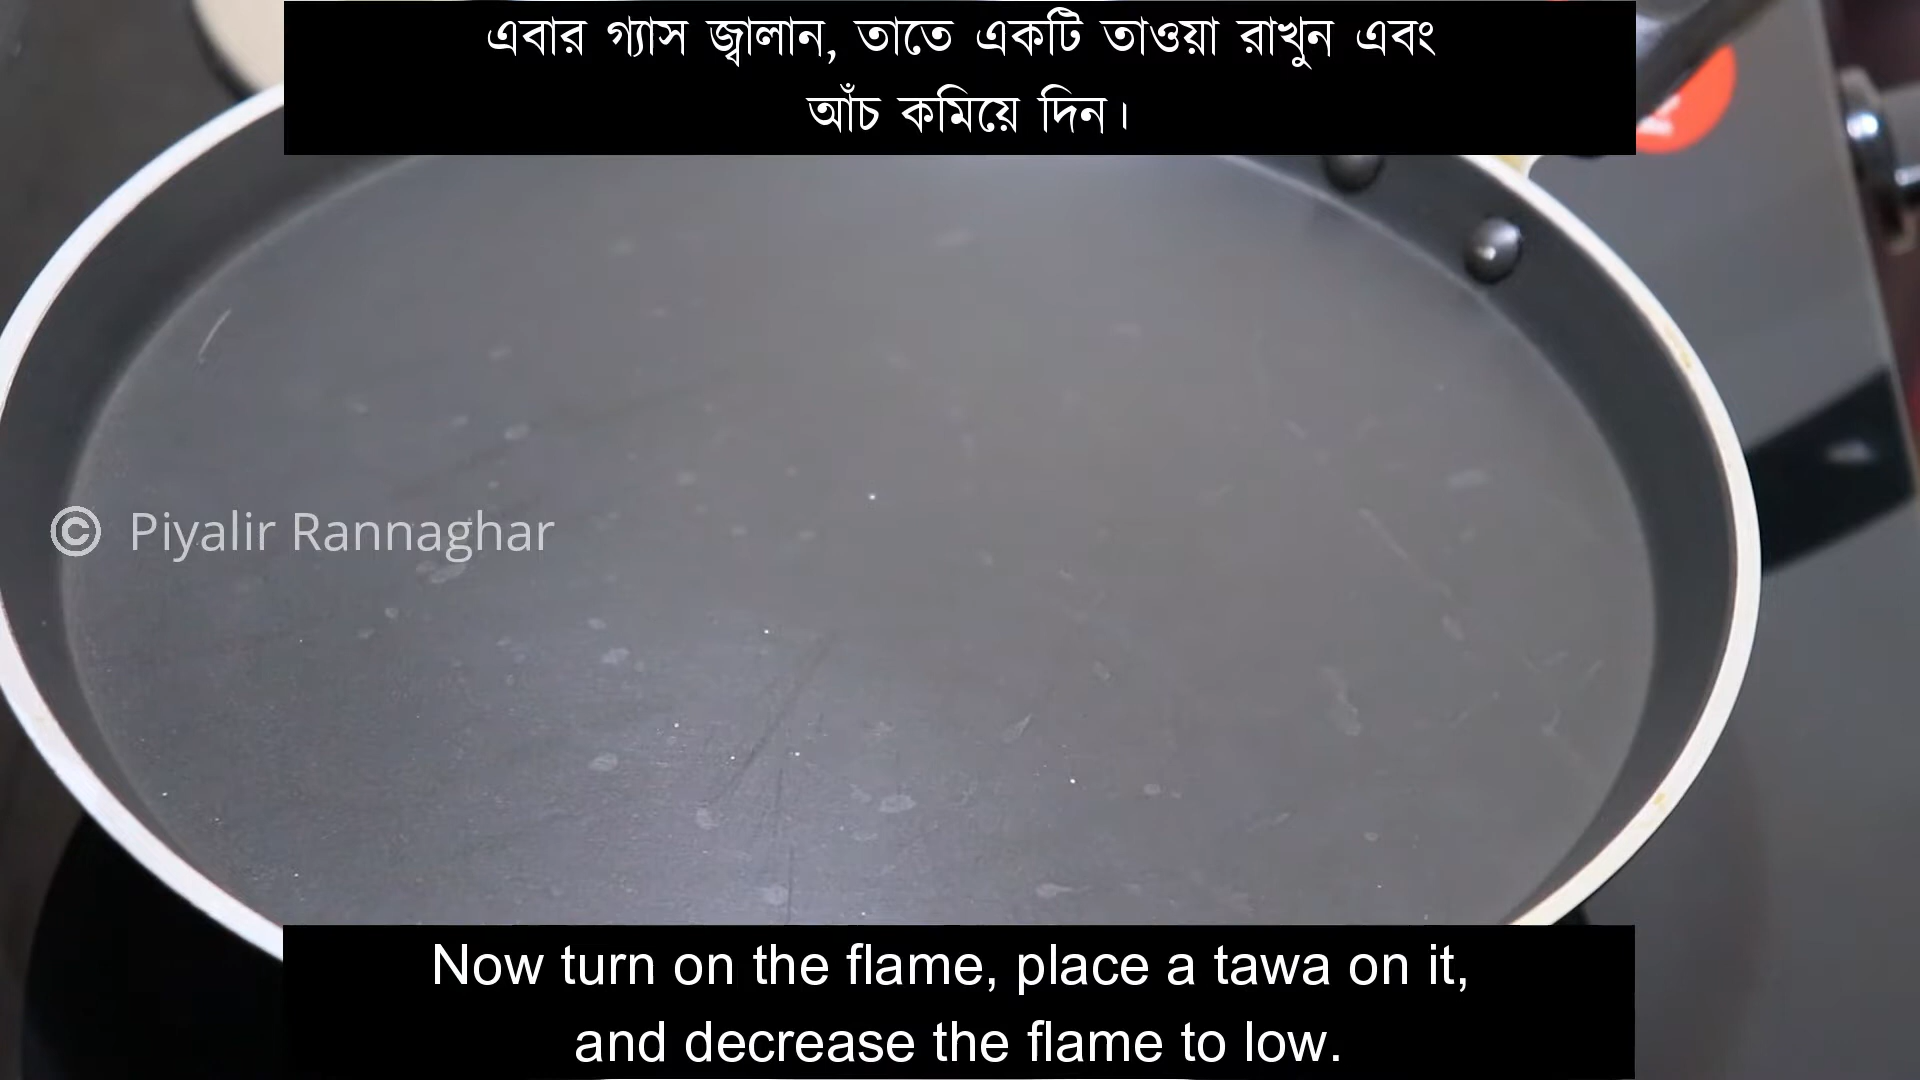 এবার গ্যাস জ্বালান, তাতে একটি তাওয়া রাখুন এবং
আঁচ কমিয়ে দিন।
© Piyalir Rannaghar
Now turn on the flame, place a tawa on it,
and decrease the flame to low.